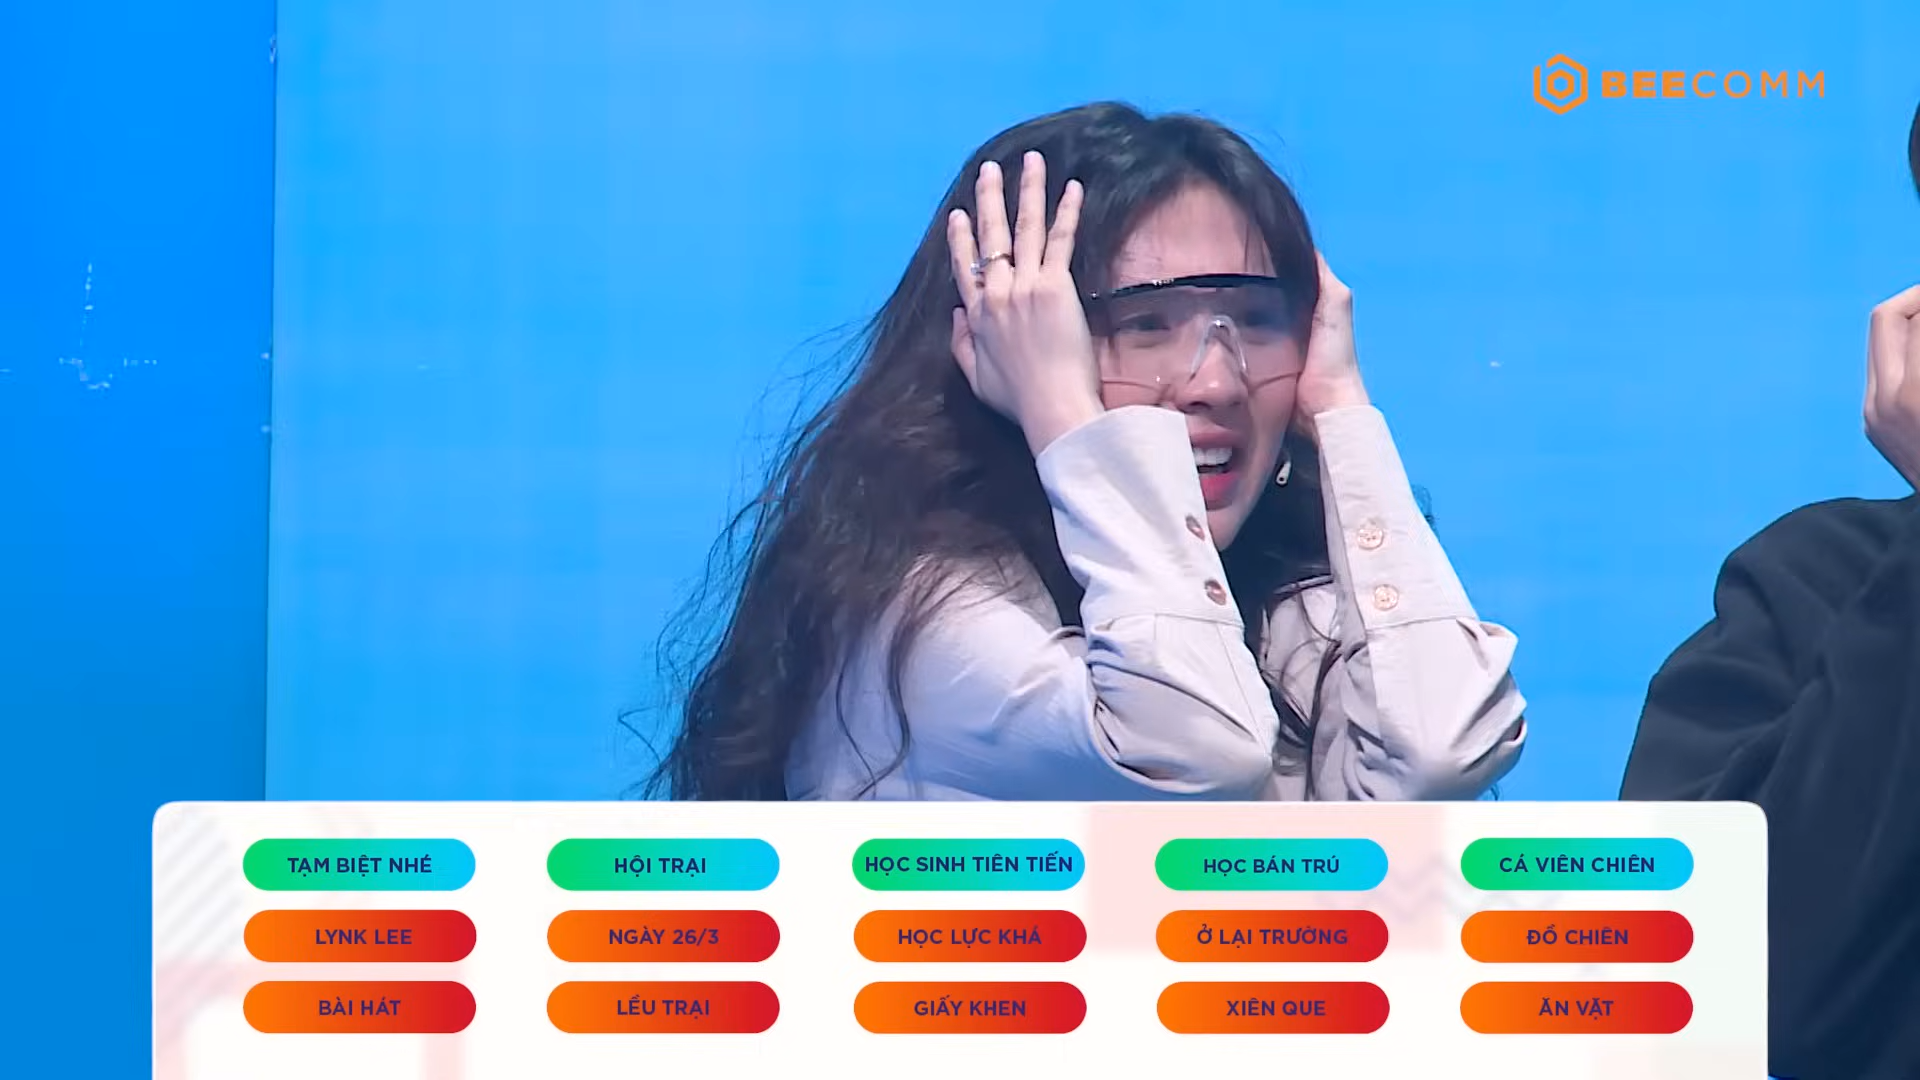 BEECOMM
TẠM BIỆT NHÉ
HỘI TRẠI
HỌC SINH TIÊN TIẾN
HỌC BÁN TRÚ
CÁ VIÊN CHIÊN
LYNK LEE
NGÀY 26/3
HỌC LỰC KHÁ
Ở LẠI TRƯỜNG
ĐỒ CHIÊN
BÀI HÁT
LỀU TRẠI
GIẤY KHEN
XIÊN QUE
ĂN VẶT